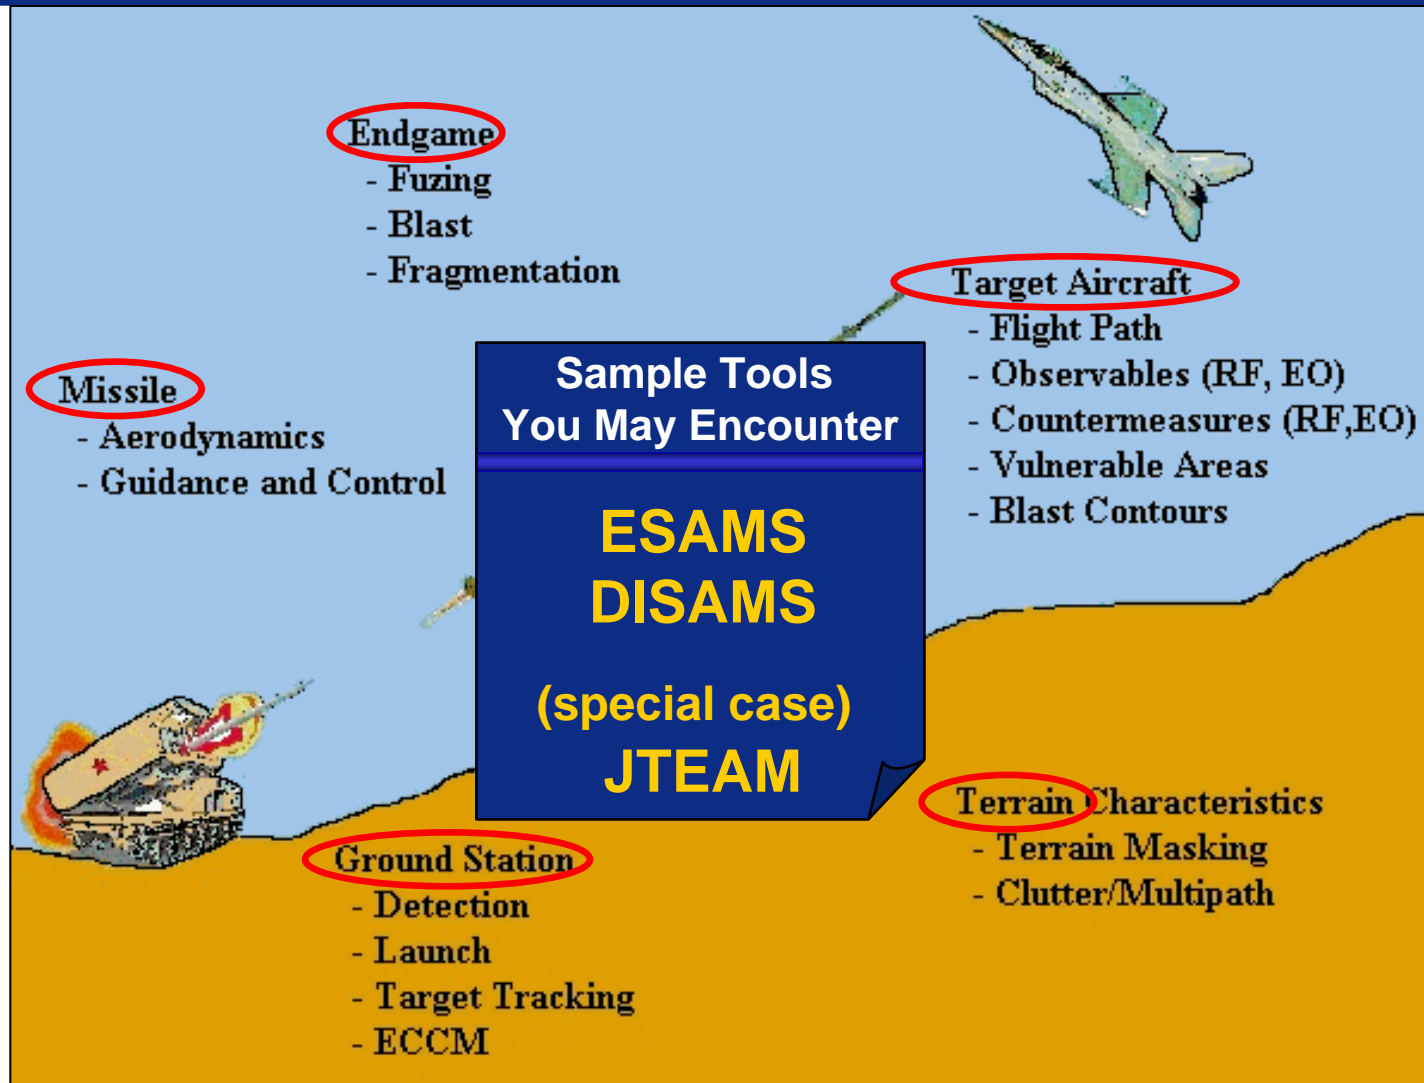 Endgame
- Fuzing
- Blast
- Fragmentation
Missile
- Aerodynamics
- Guidance and Control
Target Aircraft
- Flight Path
- Observables (RF, EO)
- Countermeasures (RF,EO)
- Vulnerable Areas
- Blast Contours
Sample Tools
You May Encounter
ESAMS
DISAMS
(special case)
JTEAM
Ground Station
- Detection
- Launch
- Target Tracking
- ECCM
Terrain Characteristics
- Terrain Masking
- Clutter/Multipath